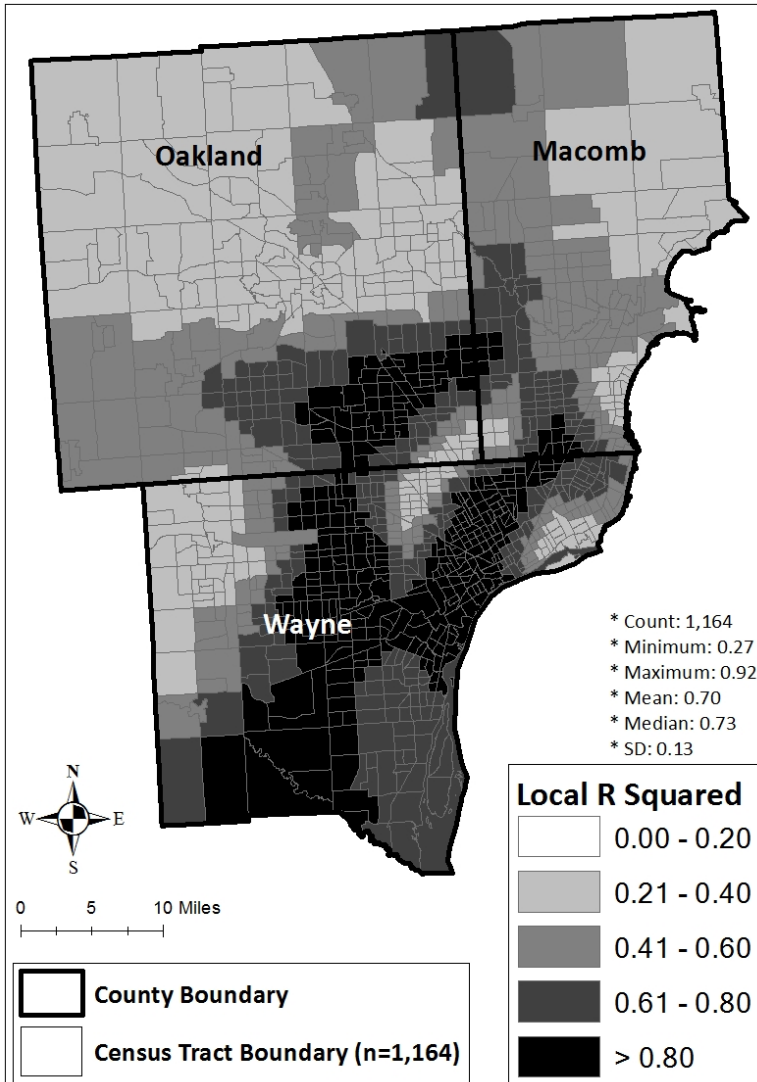 Oakland
Macomb
Wayne
* Count: 1,164
* Minimum: 0.27
* Maximum: 0.92
* Mean: 0.70
* Median: 0.73
* SD: 0.13
N
W E
S
0 5 10 Miles
County Boundary
Census Tract Boundary (n=1,164)
Local R Squared
0.00 - 0.20
0.21 - 0.40
0.41 - 0.60
0.61 - 0.80
> 0.80